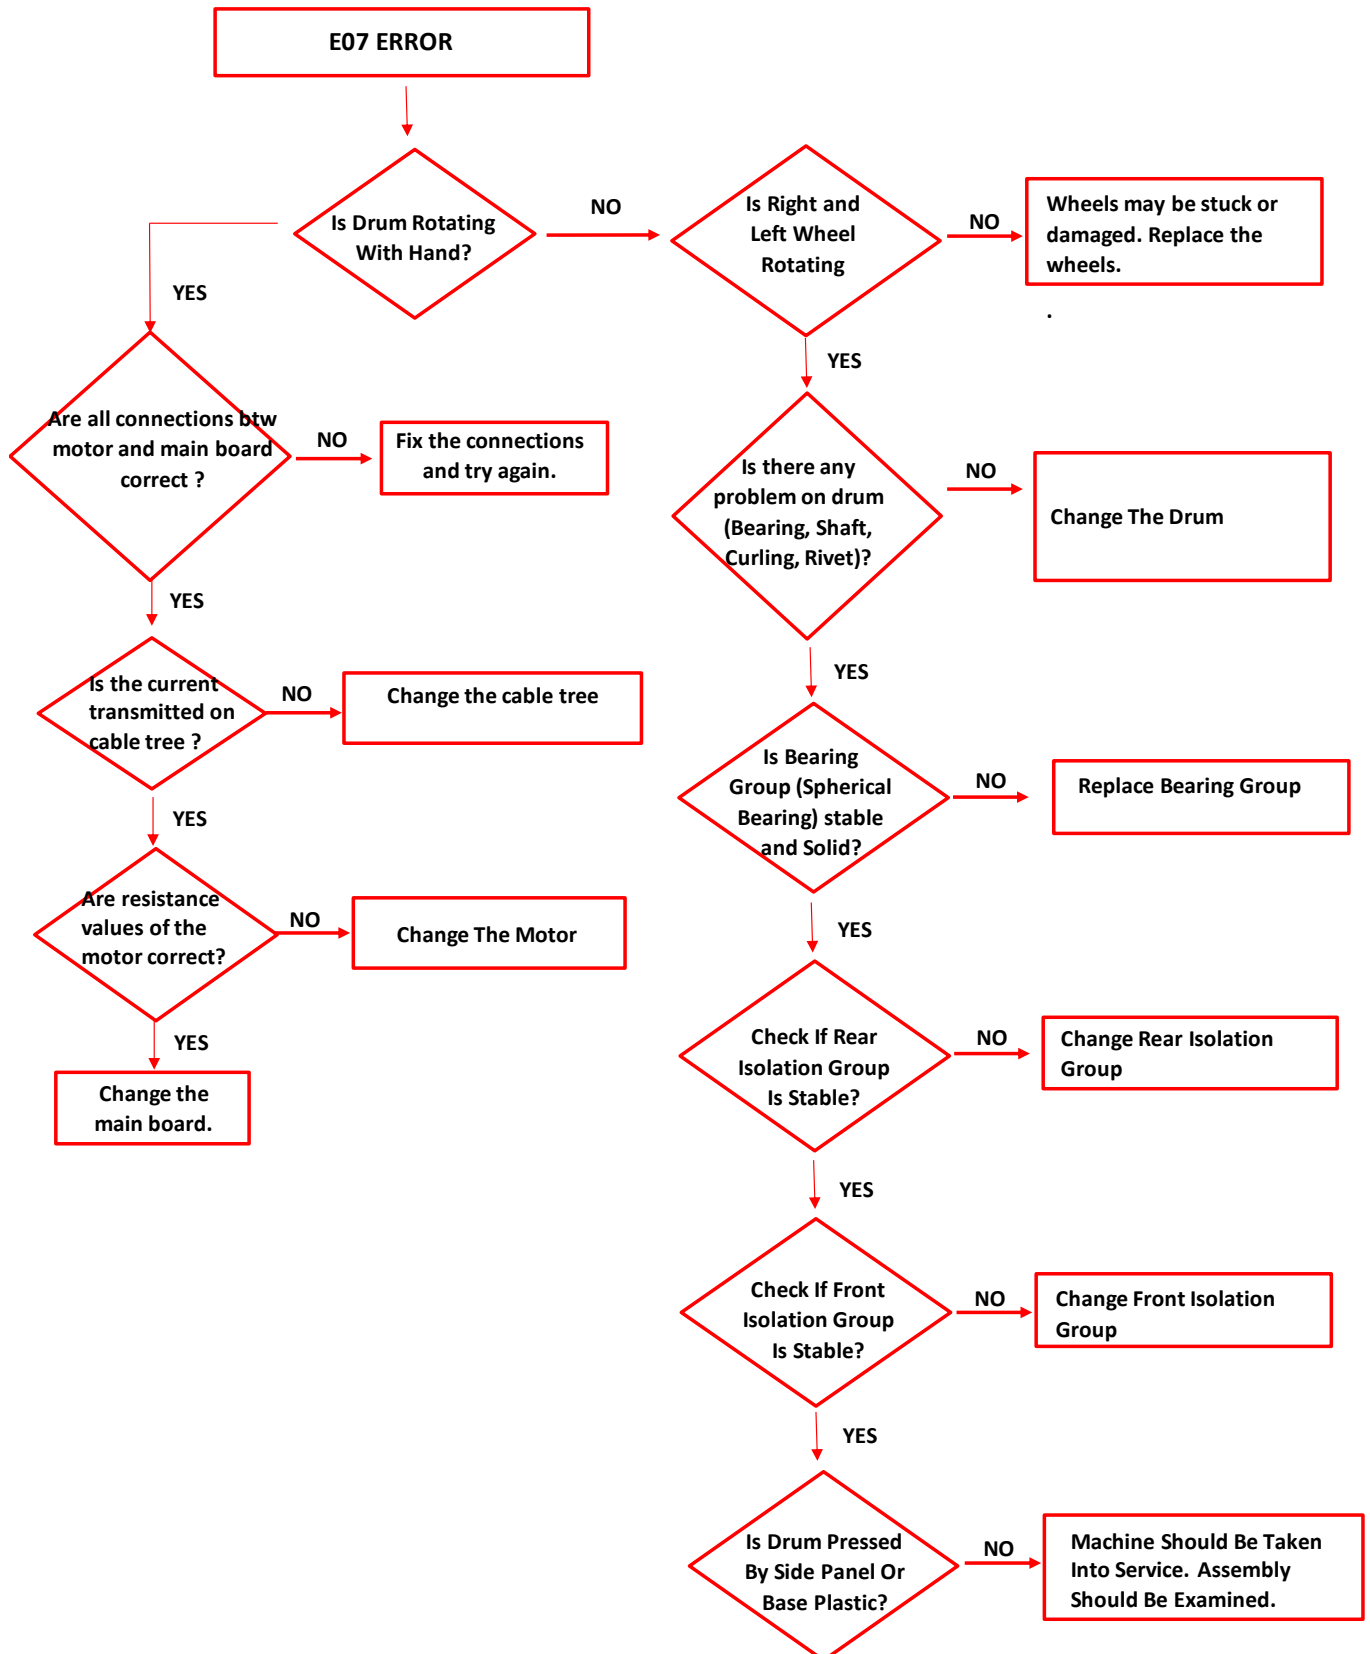 E07 ERROR
Is Drum Rotating
With Hand?
NO
Is Right and
Left Wheel
Rotating
NO
Wheels may be stuck or
damaged. Replace the
wheels.
.
YES
YES
Are all connections btw
motor and main board
correct ?
NO
Fix the connections
and try again.
Is there any
problem on drum
(Bearing, Shaft,
Curling, Rivet)?
NO
Change The Drum
YES
YES
Is the current
transmitted on
cable tree ?
NO
Change the cable tree
Is Bearing
Group (Spherical
Bearing) stable
and Solid?
NO
Replace Bearing Group
YES
YES
Are resistance
values of the
motor correct?
NO
Change The Motor
Check If Rear
Isolation Group
Is Stable?
NO
Change Rear Isolation
Group
YES
Change the
main board.
YES
Check If Front
Isolation Group
Is Stable?
NO
Change Front Isolation
Group
YES
Is Drum Pressed
By Side Panel Or
Base Plastic?
NO
Machine Should Be Taken
Into Service. Assembly
Should Be Examined.